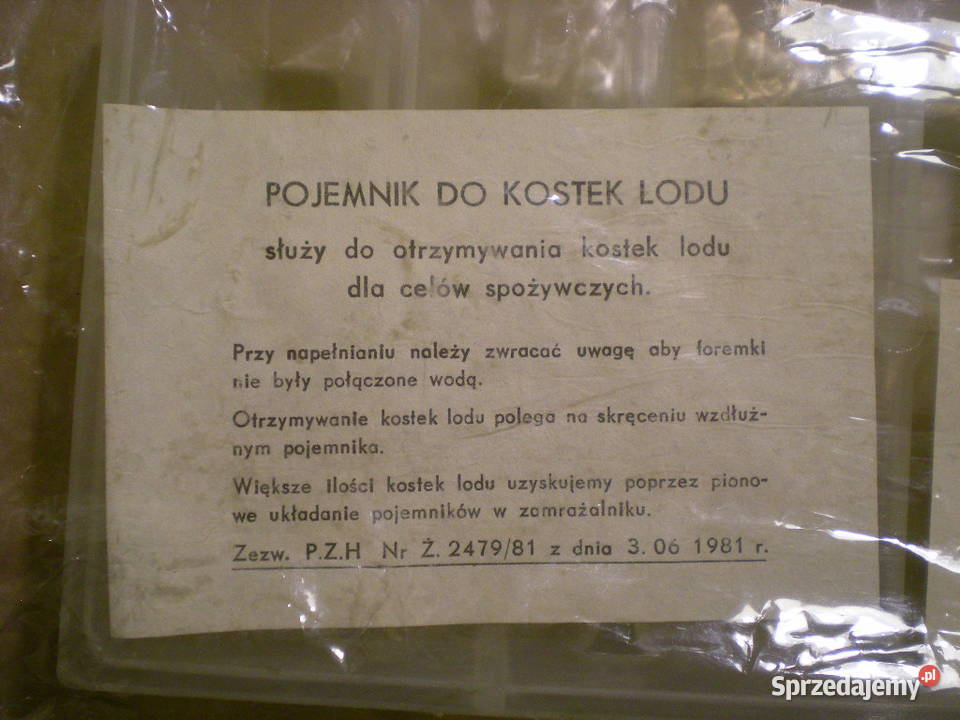 POJEMNIK DO KOSTEK LODU
służy do otrzymywania kostek lodu
dla celów spożywczych.
Przy napełnianiu należy zwracać uwagę aby foremki
nie były połączone wodą.
Otrzymywanie kostek lodu polega na skręceniu wzdłuż-
nym pojemnika.
Większe ilości kostek lodu uzyskujemy poprzez piono-
we układanie pojemników w zamrażalniku.
Zezw. P.Z.H Nr Ż. 2479/81 z dnia 3. 06 1981 r.
Sprzedajemy.pl